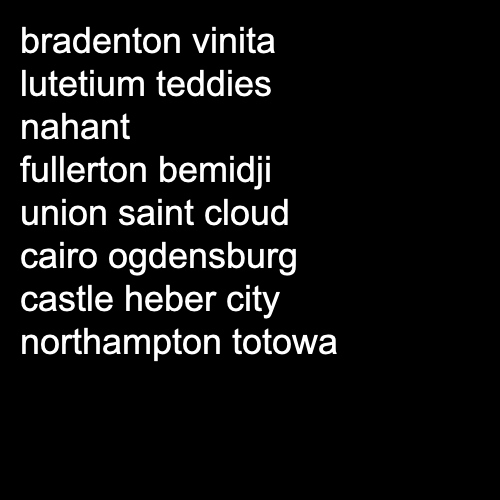 bradenton vinita
lutetium teddies
nahant
fullerton bemidji
union saint cloud
cairo ogdensburg
castle heber city
northampton totowa